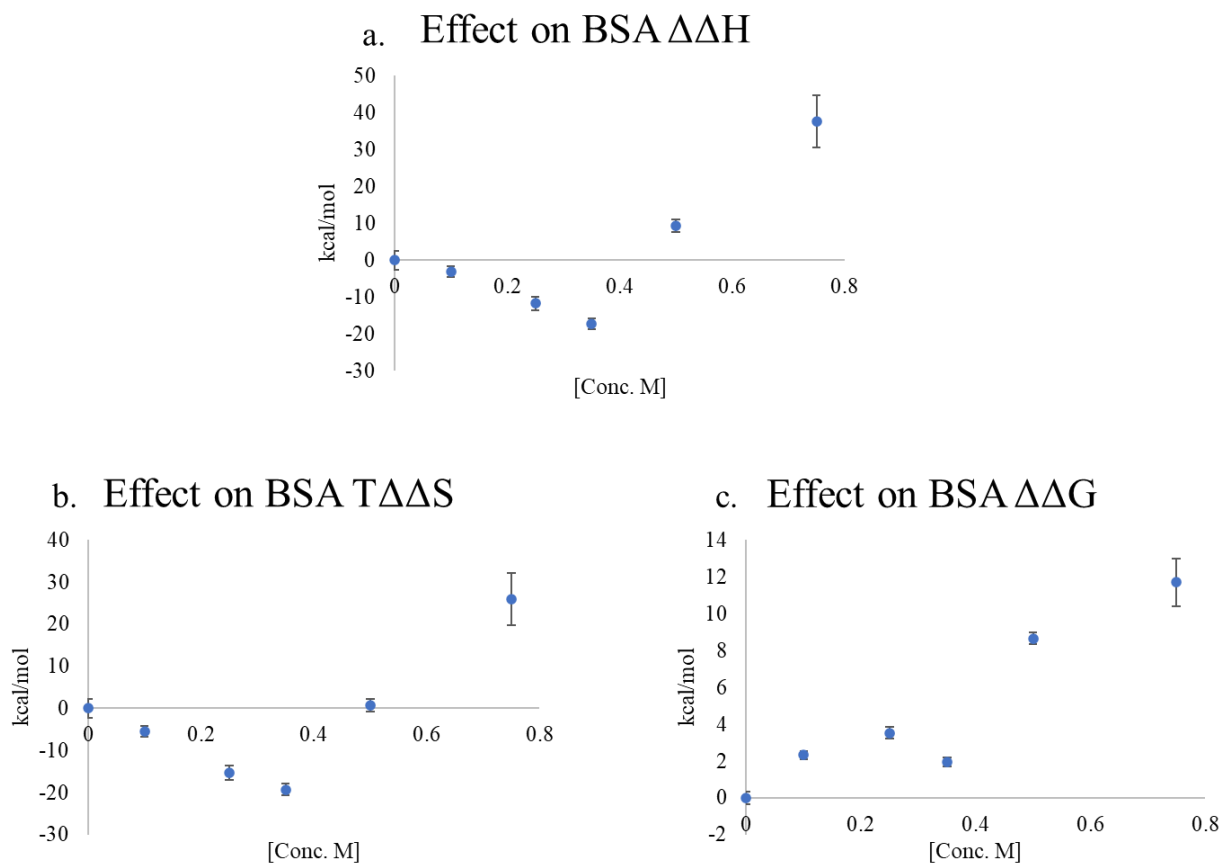 a. Effect on BSA ΔΔH
50
40
30
20
10
0
-10
-20
-30
kcal/mol
0 0.2 0.4 0.6 0.8
[Conc. M]
b. Effect on BSA TΔΔS
40
30
20
10
0
-10
-20
-30
kcal/mol
0 0.2 0.4 0.6 0.8
[Conc. M]
c. Effect on BSA ΔΔG
14
12
10
8
6
4
2
0
-2
kcal/mol
0 0.2 0.4 0.6 0.8
[Conc. M]